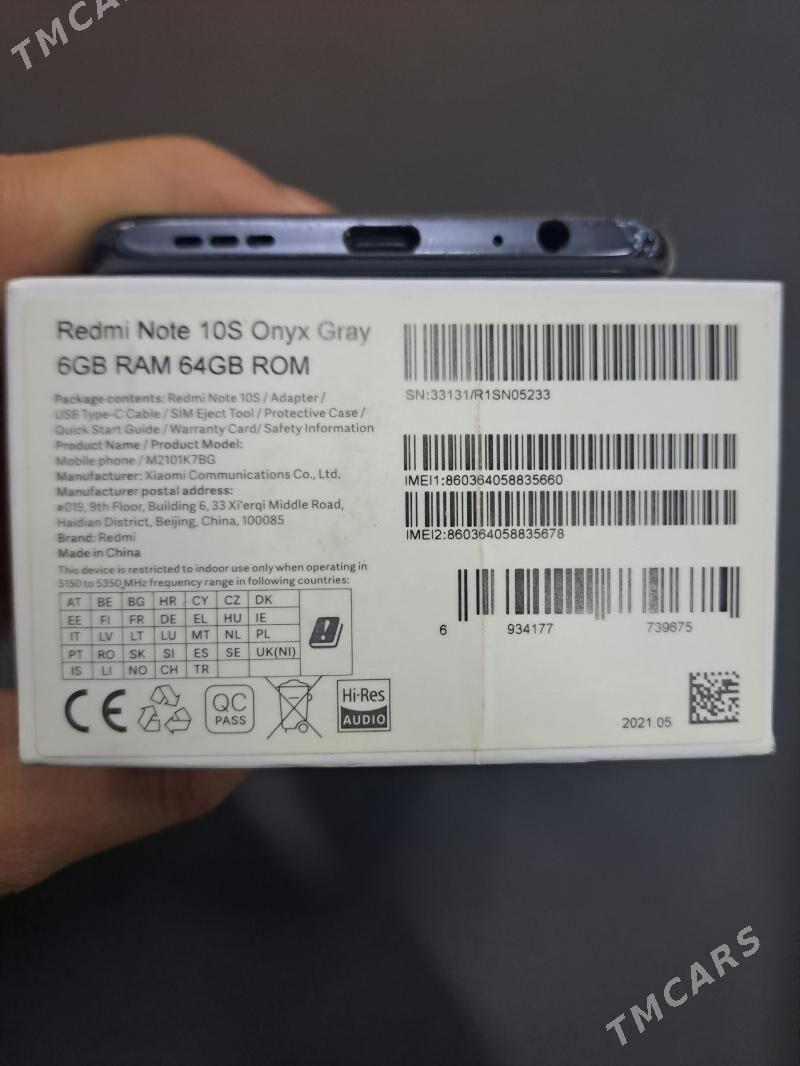 TMCARS
Redmi Note 10S Onyx Gray
6GB RAM 64GB ROM
Package contents: Redmi Note 10S / Adapter /
USB Type-C Cable / SIM Eject Tool / Protective Case /
Quick Start Guide / Warranty Card/ Safety Information
Product Name / Product Model:
Mobile phone / M2101K7BG
Manufacturer: Xiaomi Communications Co., Ltd.
Manufacturer postal address:
#019, 9th Floor, Building 6, 33 Xi'erqi Middle Road,
Haidian District, Beijing, China, 100085
Brand: Redmi
Made in China
This device is restricted to indoor use only when operating in
5150 to 5350 MHz frequency range in following countries:
AT BE BG HR CY CZ DK
EE FI FR DE EL HU IE
IT LV LT LU MT NL PL
PT RO SK SI ES SE UK(NI)
IS LI NO CH TR
CE
QC
PASS
Hi-Res
AUDIO
SN:33131/R1SN05233
IMEI1:860364058835660
IMEI2:860364058835678
6 934177 739675
2021.05
TMCARS